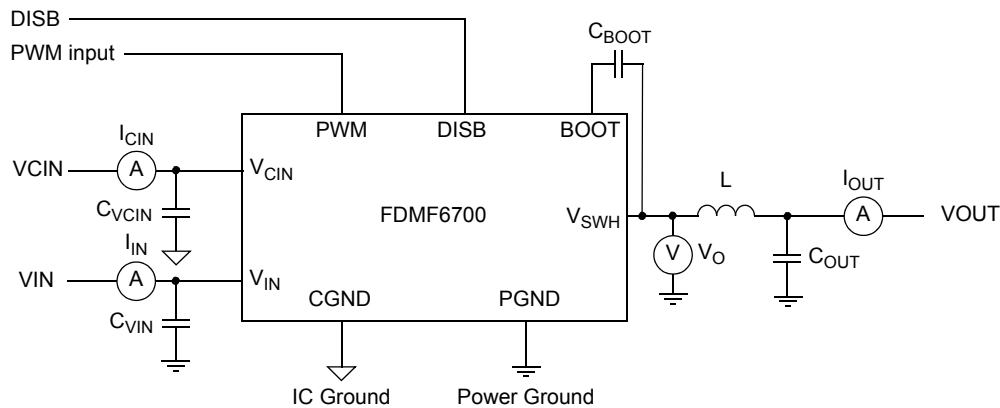 DISB
PWM input
C_BOOT
PWM
DISB
BOOT
I_CIN
A
VCIN
V_CIN
C_VCIN
FDMF6700
V_SWH
L
I_OUT
A
VOUT
V
V_O
C_OUT
I_IN
A
VIN
V_IN
C_VIN
CGND
PGND
IC Ground
Power Ground